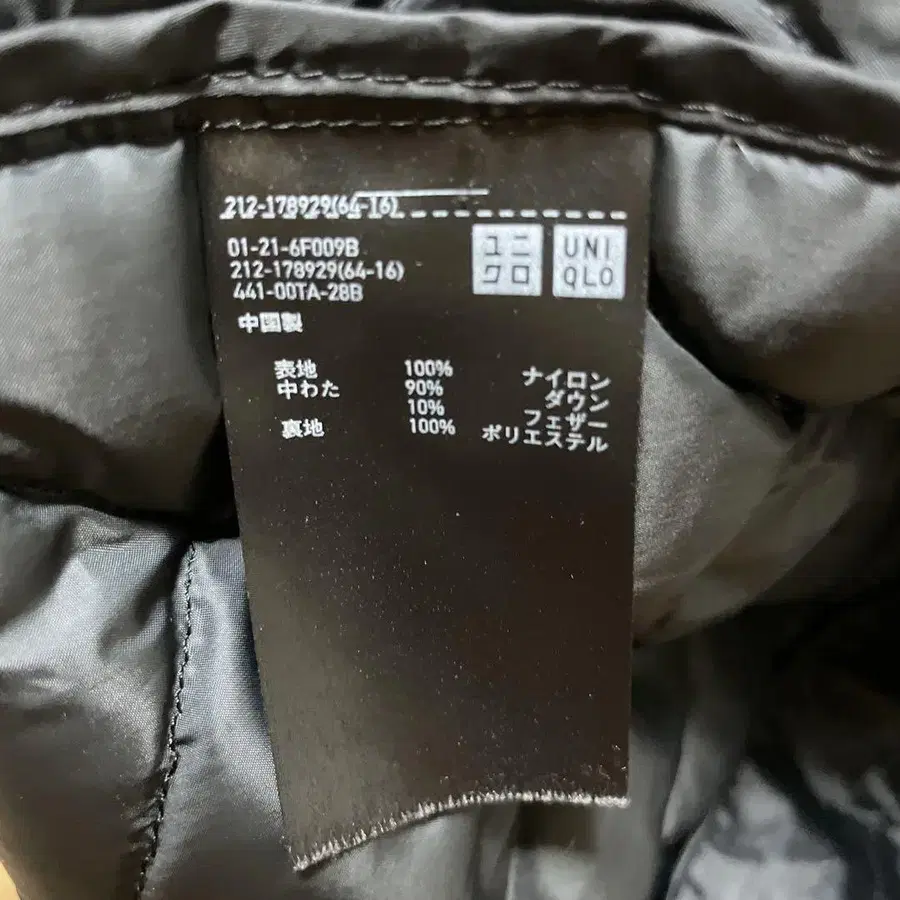 212-178929(64-16)
01-21-6F009B
212-178929(64-16)
441-00TA-28B
ユニ
クロ
UNI
QLO
中国製
表地 100% ナイロン
中わた 90% ダウン
10% フェザー
裏地 100% ポリエステル